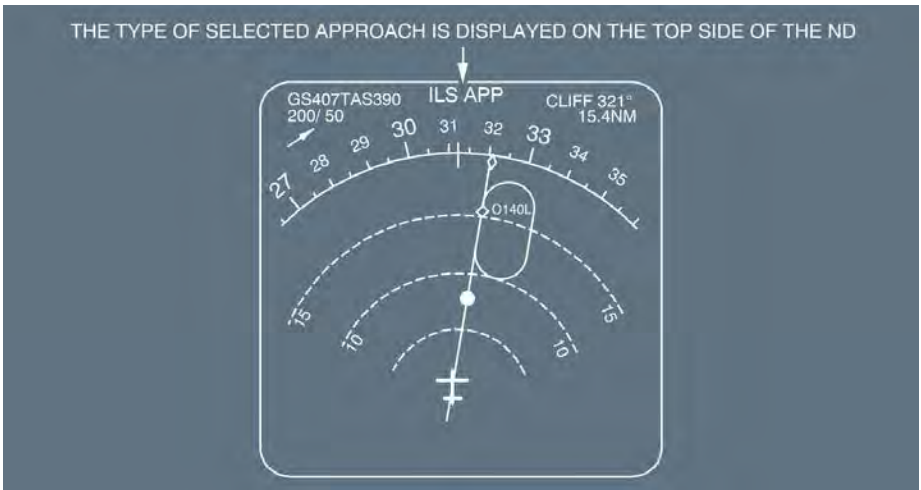 THE TYPE OF SELECTED APPROACH IS DISPLAYED ON THE TOP SIDE OF THE ND
GS407TAS390 ILS APP CLIFF 321°
200/ 50 15.4NM
27 28 29 30 31 32 33 34 35
O140L
15 15
10 10